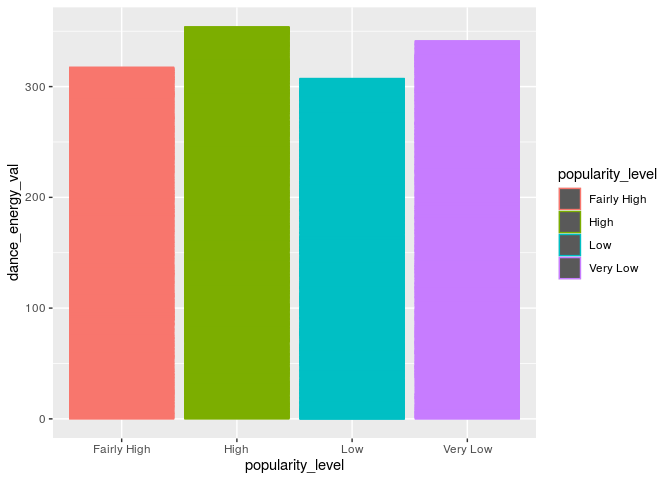 dance_energy_val
300
200
100
0
Fairly High
High
Low
Very Low
popularity_level
popularity_level
Fairly High
High
Low
Very Low